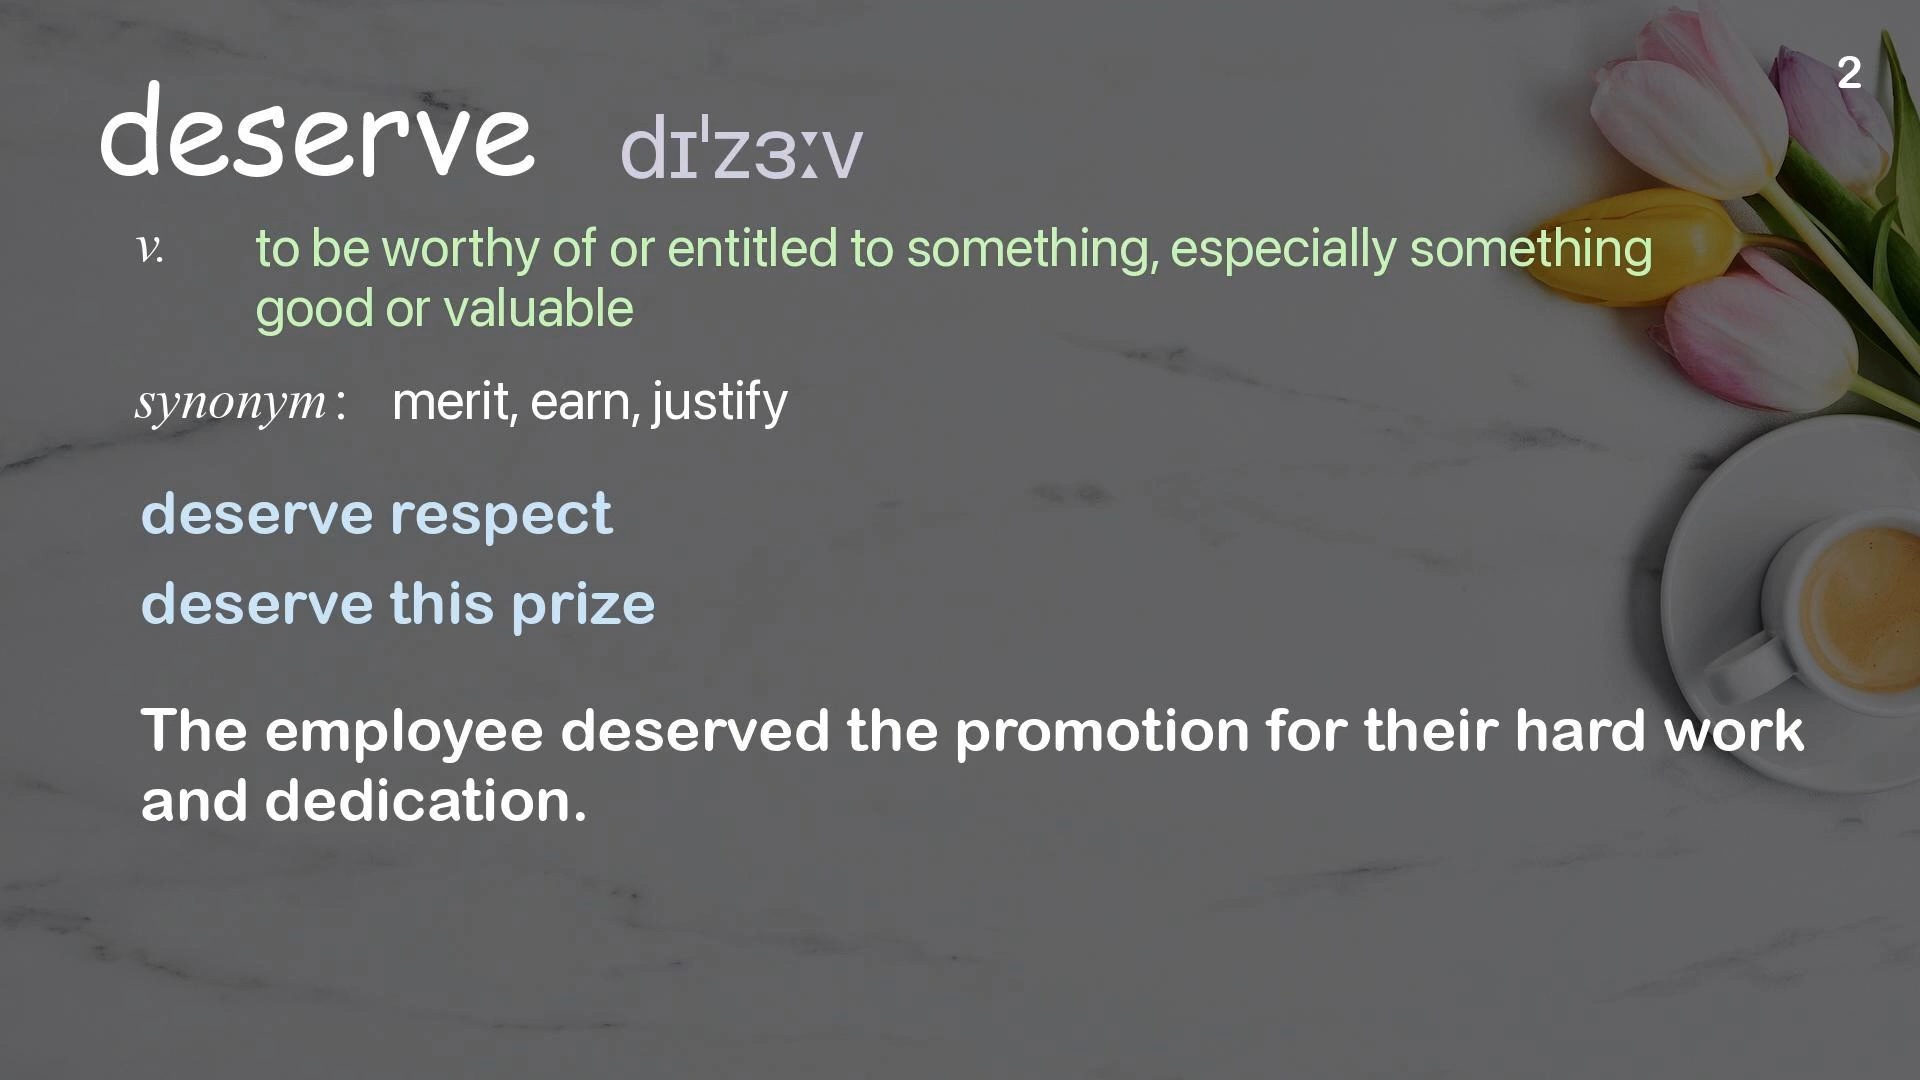 2
deserve dɪˈzɜːv
v. to be worthy of or entitled to something, especially something
good or valuable
synonym : merit, earn, justify
deserve respect
deserve this prize
The employee deserved the promotion for their hard work
and dedication.